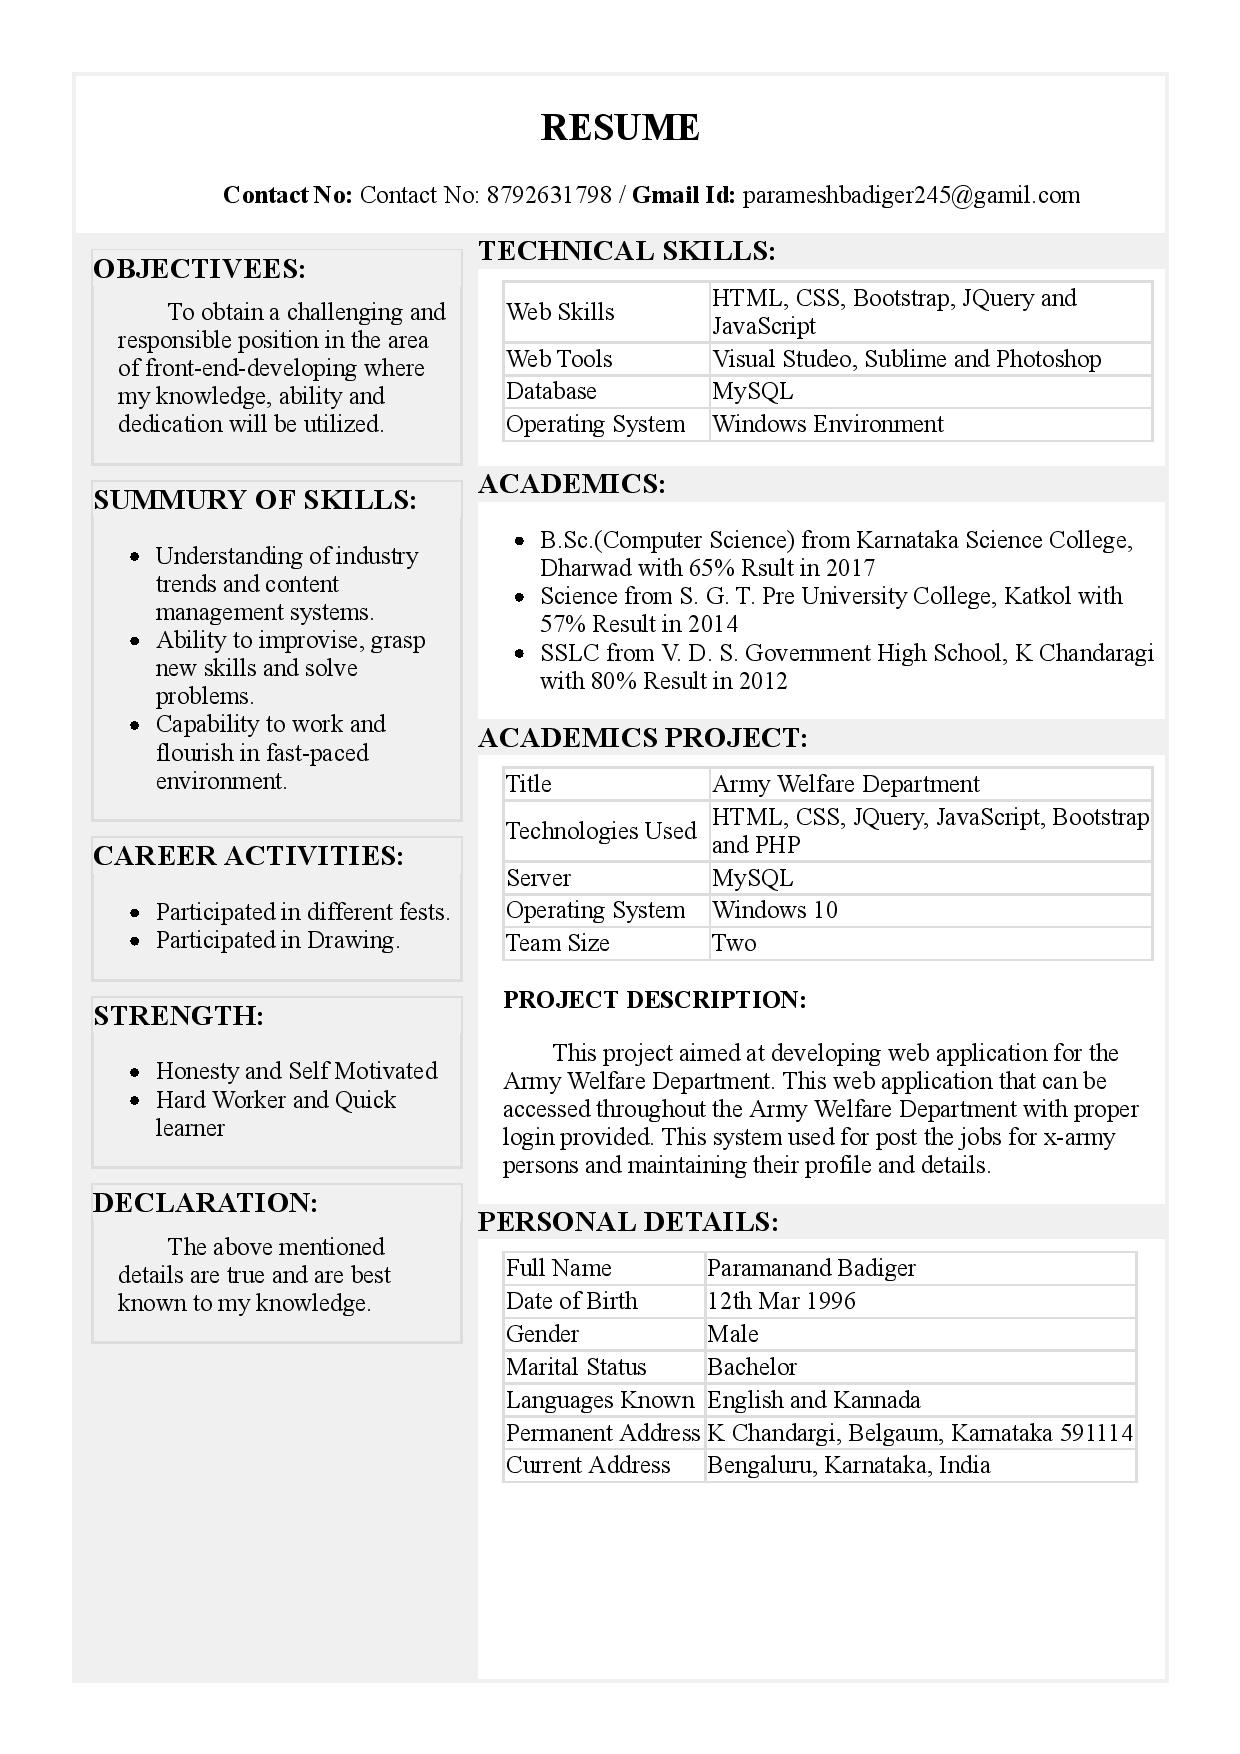 RESUME
Contact No: Contact No: 8792631798 / Gmail Id: parameshbadiger245@gamil.com
OBJECTIVEES:
To obtain a challenging and
responsible position in the area
of front-end-developing where
my knowledge, ability and
dedication will be utilized.
SUMMURY OF SKILLS:
• Understanding of industry
trends and content
management systems.
• Ability to improvise, grasp
new skills and solve
problems.
• Capability to work and
flourish in fast-paced
environment.
CAREER ACTIVITIES:
• Participated in different fests.
• Participated in Drawing.
STRENGTH:
• Honesty and Self Motivated
• Hard Worker and Quick
learner
DECLARATION:
The above mentioned
details are true and are best
known to my knowledge.
TECHNICAL SKILLS:
Web Skills HTML, CSS, Bootstrap, JQuery and
JavaScript
Web Tools Visual Studeo, Sublime and Photoshop
Database MySQL
Operating System Windows Environment
ACADEMICS:
• B.Sc.(Computer Science) from Karnataka Science College,
Dharwad with 65% Rsult in 2017
• Science from S. G. T. Pre University College, Katkol with
57% Result in 2014
• SSLC from V. D. S. Government High School, K Chandaragi
with 80% Result in 2012
ACADEMICS PROJECT:
Title Army Welfare Department
Technologies Used HTML, CSS, JQuery, JavaScript, Bootstrap
and PHP
Server MySQL
Operating System Windows 10
Team Size Two
PROJECT DESCRIPTION:
This project aimed at developing web application for the
Army Welfare Department. This web application that can be
accessed throughout the Army Welfare Department with proper
login provided. This system used for post the jobs for x-army
persons and maintaining their profile and details.
PERSONAL DETAILS:
Full Name Paramanand Badiger
Date of Birth 12th Mar 1996
Gender Male
Marital Status Bachelor
Languages Known English and Kannada
Permanent Address K Chandargi, Belgaum, Karnataka 591114
Current Address Bengaluru, Karnataka, India